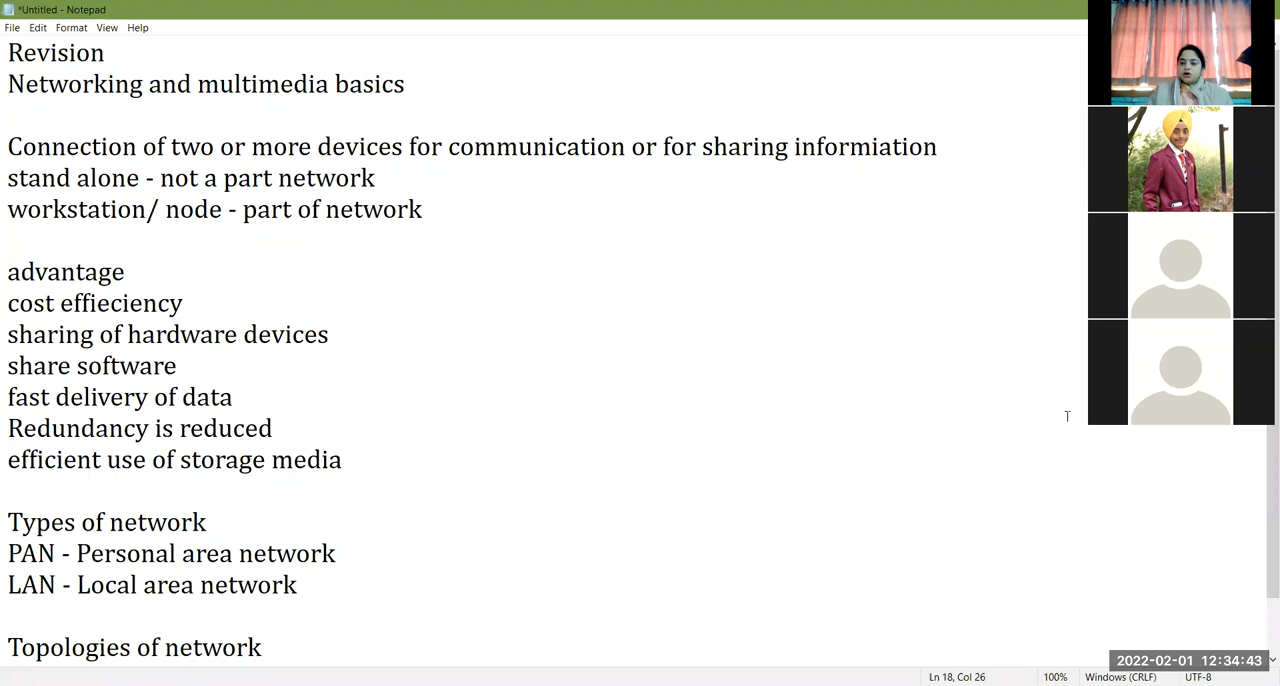 *Untitled - Notepad
File Edit Format View Help
Revision
Networking and multimedia basics
Connection of two or more devices for communication or for sharing informiation
stand alone - not a part network
workstation/ node - part of network
advantage
cost effieciency
sharing of hardware devices
share software
fast delivery of data
Redundancy is reduced
efficient use of storage media
Types of network
PAN - Personal area network
LAN - Local area network
Topologies of network
2022-02-01 12:34:43
Ln 18, Col 26 100% Windows (CRLF) UTF-8